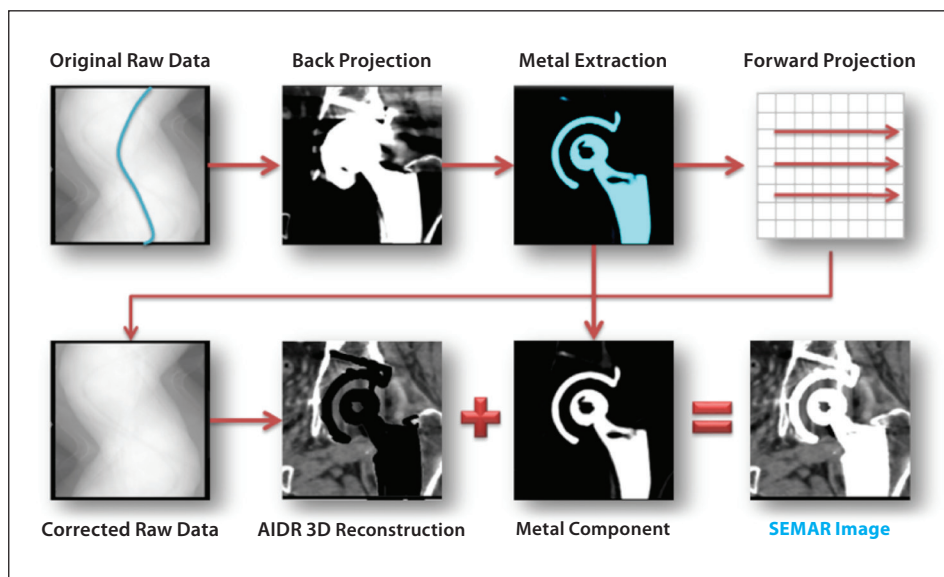 Original Raw Data
Back Projection
Metal Extraction
Forward Projection
Corrected Raw Data
AIDR 3D Reconstruction
Metal Component
SEMAR Image